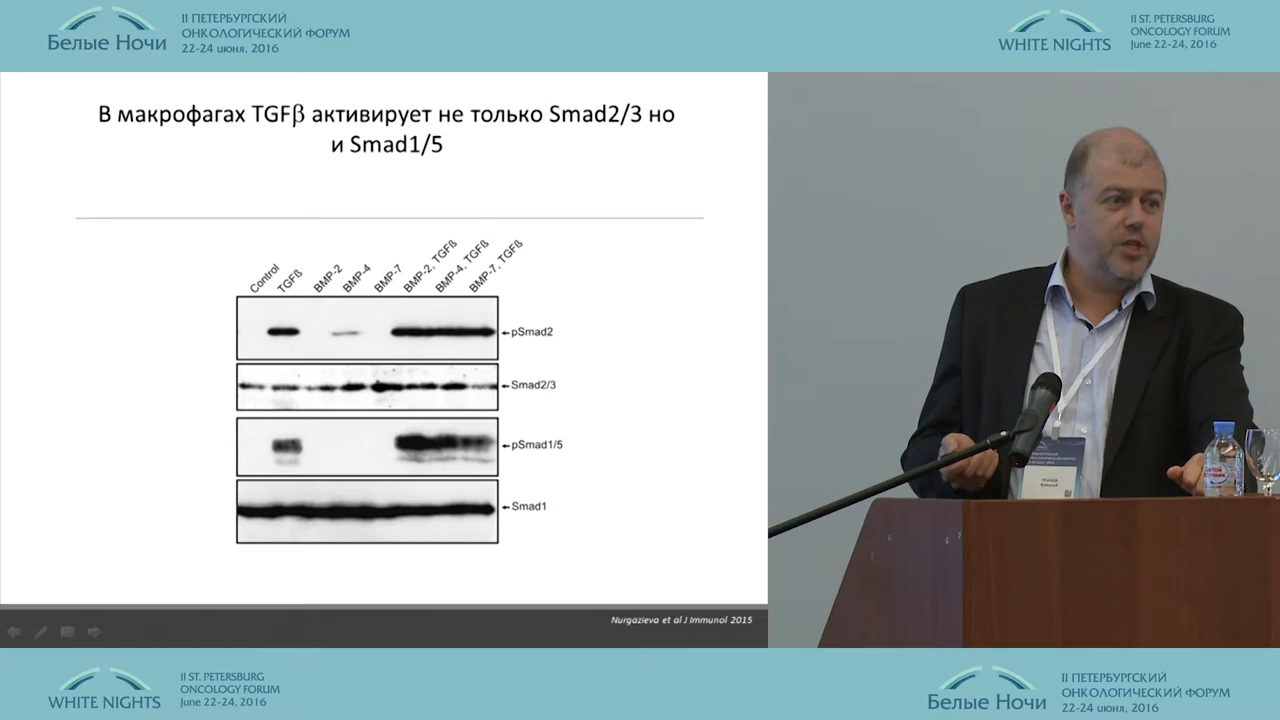 Белые Ночи
II ПЕТЕРБУРГСКИЙ
ОНКОЛОГИЧЕСКИЙ ФОРУМ
22-24 июня, 2016
WHITE NIGHTS
II ST. PETERSBURG
ONCOLOGY FORUM
June 22-24, 2016
В макрофагах TGFβ активирует не только Smad2/3 но
и Smad1/5
Control
TGFß
BMP-2
BMP-4
BMP-7
BMP-2, TGFß
BMP-4, TGFß
BMP-7, TGFß
pSmad2
Smad2/3
pSmad1/5
Smad1
Nurgazieva et al J Immunol 2015
WHITE NIGHTS
II ST. PETERSBURG
ONCOLOGY FORUM
June 22-24, 2016
Белые Ночи
II ПЕТЕРБУРГСКИЙ
ОНКОЛОГИЧЕСКИЙ ФОРУМ
22-24 июня, 2016